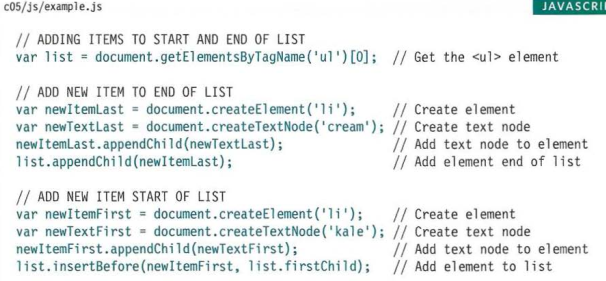 c05/js/example.js JAVASCRI
// ADDING ITEMS TO START AND END OF LIST
var list = document.getElementsByTagName('ul')[0]; // Get the <ul> element
// ADD NEW ITEM TO END OF LIST
var newItemLast = document.createElement('li'); // Create element
var newTextLast = document.createTextNode('cream'); // Create text node
newItemLast.appendChild(newTextLast); // Add text node to element
list.appendChild(newItemLast); // Add element end of list
// ADD NEW ITEM START OF LIST
var newItemFirst = document.createElement('li'); // Create element
var newTextFirst = document.createTextNode('kale'); // Create text node
newItemFirst.appendChild(newTextFirst); // Add text node to element
list.insertBefore(newItemFirst, list.firstChild); // Add element to list